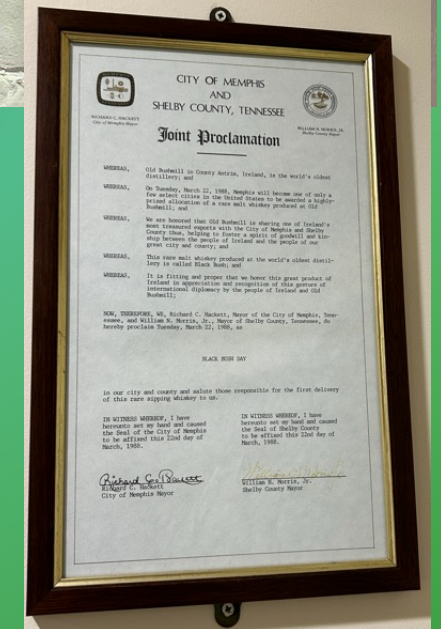 CITY OF MEMPHIS
AND
SHELBY COUNTY, TENNESSEE
RICHARD C. HACKETT
City of Memphis Mayor
WILLIAM N. MORRIS, JR.
Shelby County Mayor
Joint Proclamation
WHEREAS, Old Bushmill in County Antrim, Ireland, is the world's oldest
distillery; and
WHEREAS, On Tuesday, March 22, 1988, Memphis will become one of only a
few select cities in the United States to be awarded a highly-
prized allocation of a rare malt whiskey produced at Old
Bushmill; and
WHEREAS, We are honored that Old Bushmill is sharing one of Ireland's
most treasured exports with the City of Memphis and Shelby
County thus, helping to foster a spirit of goodwill and kin-
ship between the people of Ireland and the people of our
great city and county; and
WHEREAS, This rare malt whiskey produced at the world's oldest distil-
lery is called Black Bush; and
WHEREAS, It is fitting and proper that we honor this great product of
Ireland in appreciation and recognition of this gesture of
international diplomacy by the people of Ireland and Old
Bushmill;
NOW, THEREFORE, WE, Richard C. Hackett, Mayor of the City of Memphis, Tenn-
essee, and William N. Morris, Jr., Mayor of Shelby County, Tennessee, do
hereby proclaim Tuesday, March 22, 1988, as
BLACK BUSH DAY
in our city and county and salute those responsible for the first delivery
of this rare sipping whiskey to us.
IN WITNESS WHEREOF, I have
hereunto set my hand and caused
the Seal of the City of Memphis
to be affixed this 22nd day of
March, 1988.
IN WITNESS WHEREOF, I have
hereunto set my hand and caused
the Seal of Shelby County
to be affixed this 22nd day of
March, 1988.
Richard C. Hackett
City of Memphis Mayor
William N. Morris, Jr.
Shelby County Mayor